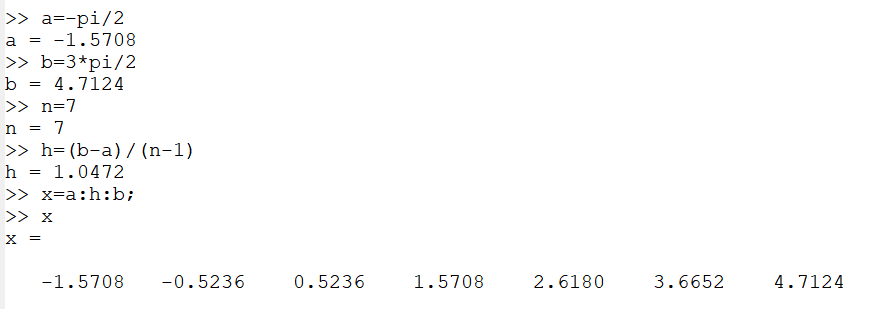 >> a=-pi/2
a = -1.5708
>> b=3*pi/2
b = 4.7124
>> n=7
n = 7
>> h=(b-a)/(n-1)
h = 1.0472
>> x=a:h:b;
>> x
x =
-1.5708 -0.5236 0.5236 1.5708 2.6180 3.6652 4.7124